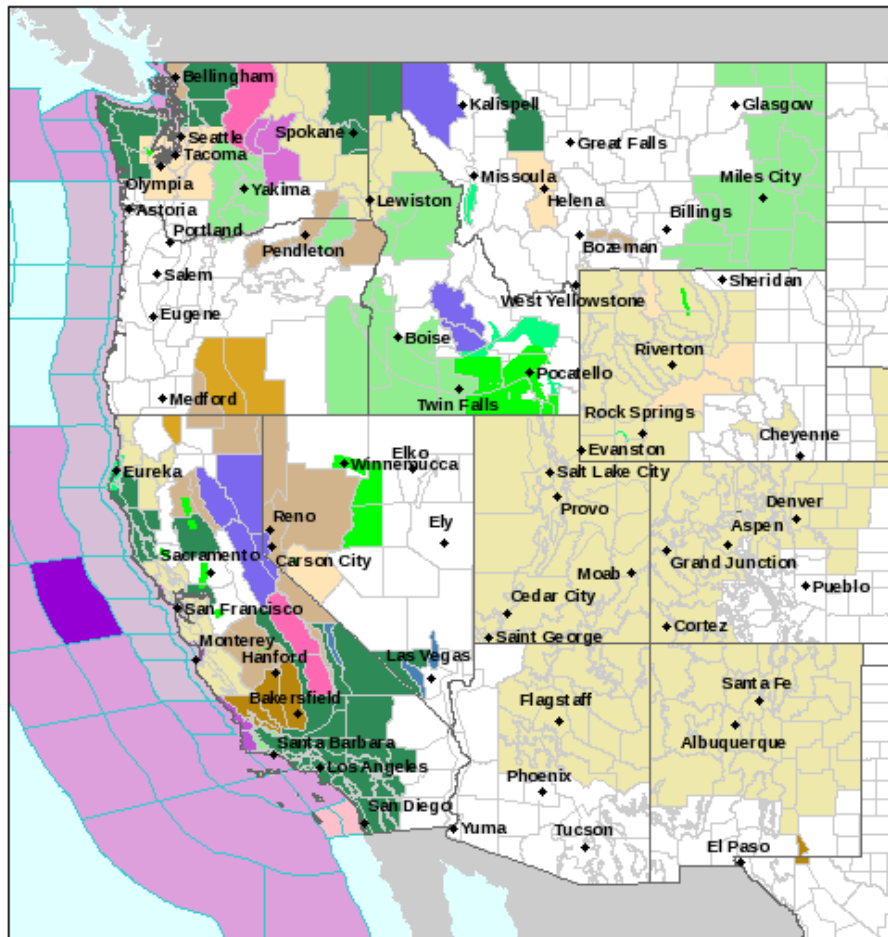 Bellingham
Kalispell
Glasgow
Seattle
Spokane
Great Falls
Tacoma
Olympia
Yakima
Lewiston
Missoula
Helena
Miles City
Astoria
Portland
Pendleton
Bozeman
Billings
Salem
West Yellowstone
Sheridan
Eugene
Boise
Riverton
Pocatello
Medford
Twin Falls
Rock Springs
Cheyenne
Eureka
Winnemucca
Elko
Evanston
Salt Lake City
Provo
Denver
Reno
Ely
Aspen
Sacramento
Carson City
Grand Junction
Moab
Pueblo
San Francisco
Cedar City
Cortez
Monterey
Saint George
Hanford
Las Vegas
Bakersfield
Flagstaff
Santa Fe
Albuquerque
Santa Barbara
Los Angeles
Phoenix
San Diego
Yuma
Tucson
El Paso